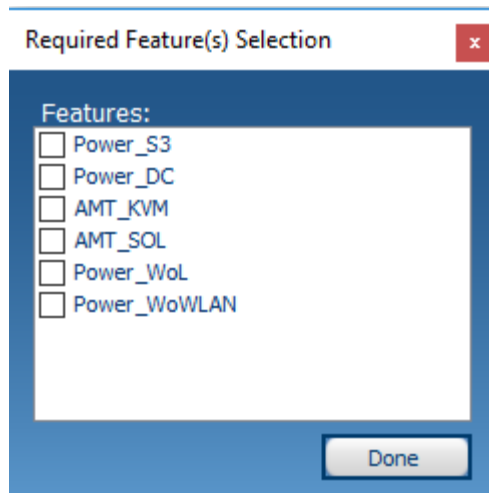 Required Feature(s) Selection
x
Features:
Power_S3
Power_DC
AMT_KVM
AMT_SOL
Power_WoL
Power_WoWLAN
Done